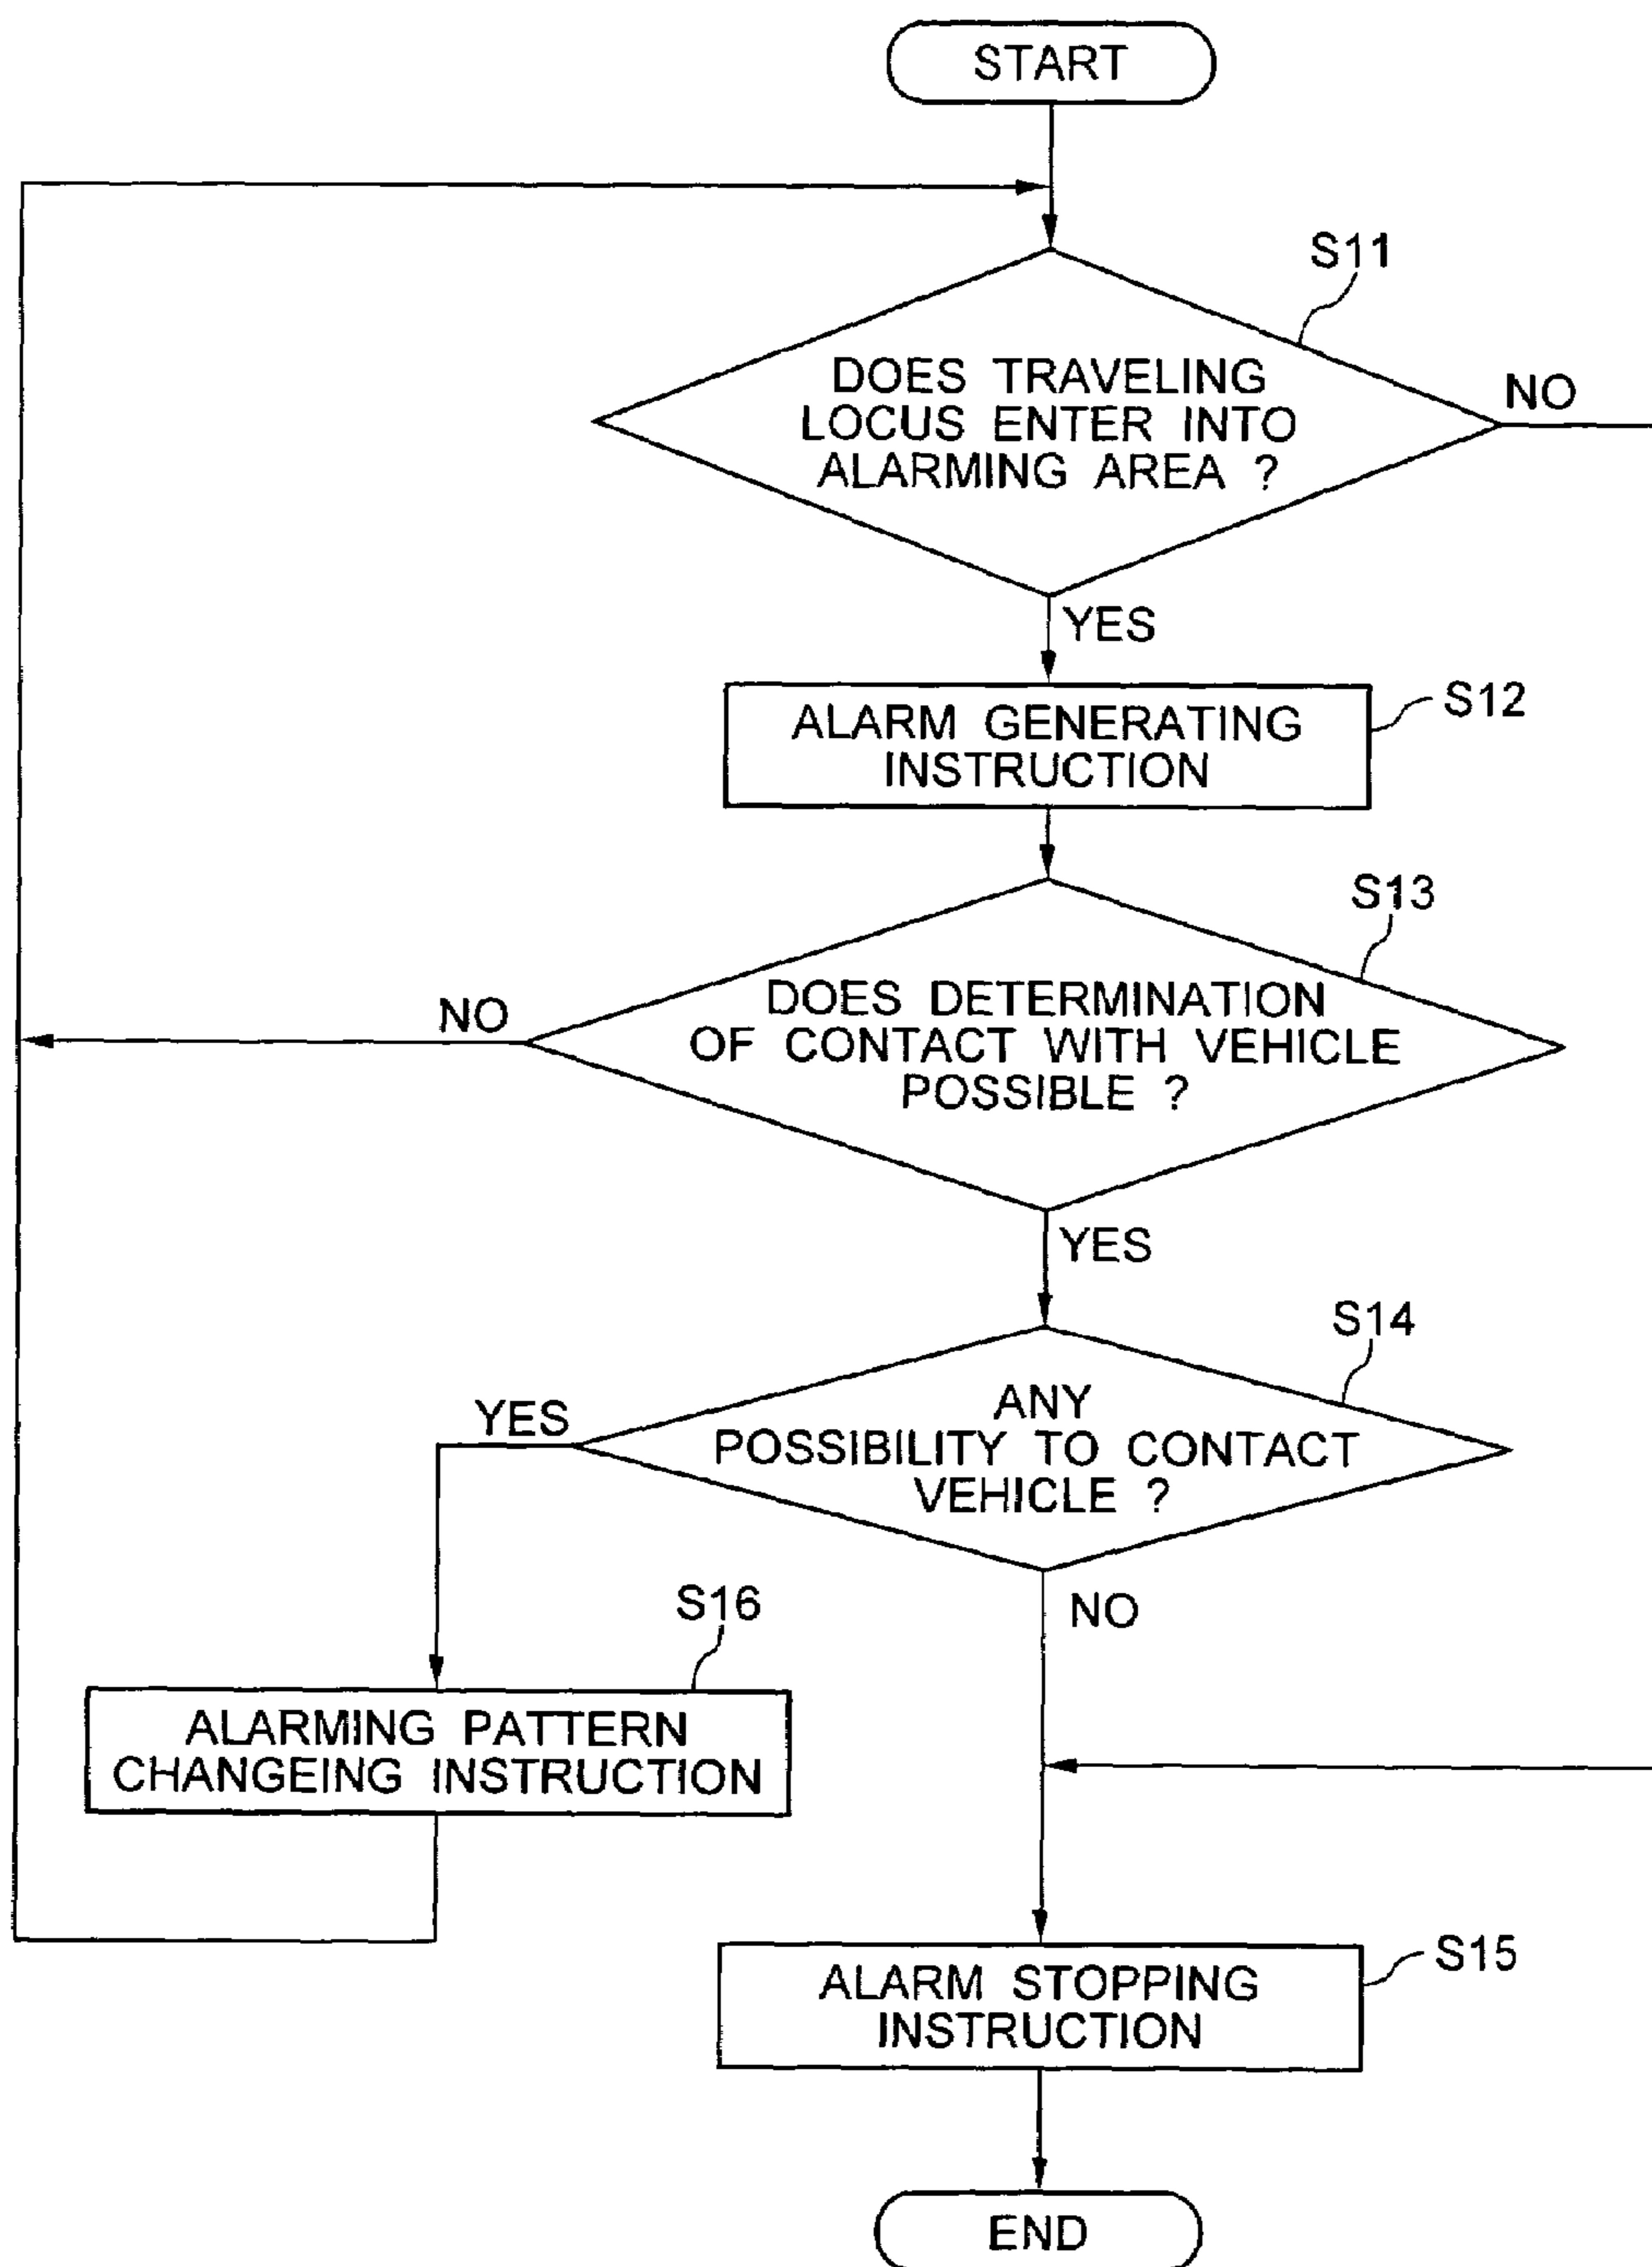 START
S11
DOES TRAVELING
LOCUS ENTER INTO
ALARMING AREA ?
NO
YES
S12
ALARM GENERATING
INSTRUCTION
S13
DOES DETERMINATION
OF CONTACT WITH VEHICLE
POSSIBLE ?
NO
YES
S14
ANY
POSSIBILITY TO CONTACT
VEHICLE ?
YES
NO
S16
ALARMING PATTERN
CHANGEING INSTRUCTION
S15
ALARM STOPPING
INSTRUCTION
END